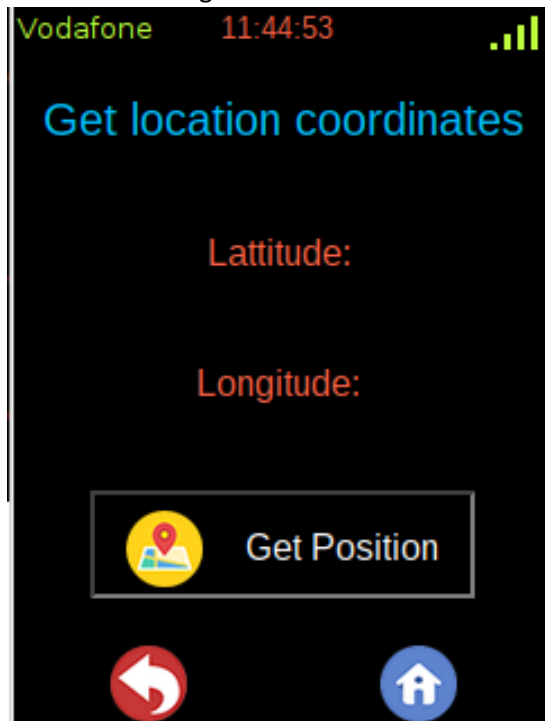 Vodafone 11:44:53
Get location coordinates
Lattitude:
Longitude:
Get Position